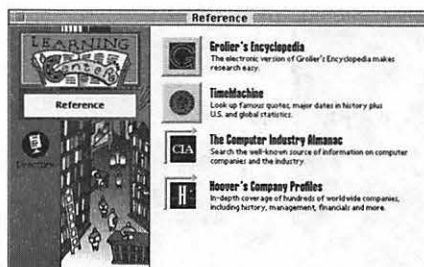 Reference
LEARNING
Center
Reference
Directory
Grolier's Encyclopedia
The electronic version of Grolier's Encyclopedia makes
research easy.
TimeMachine
Look up famous quotes, major dates in history plus
U.S. and global statistics.
CIA
The Computer Industry Almanac
Search the well-known source of information on computer
companies and the industry.
H
Hoover's Company Profiles
In-depth coverage of hundreds of worldwide companies,
including history, management, financials and more.